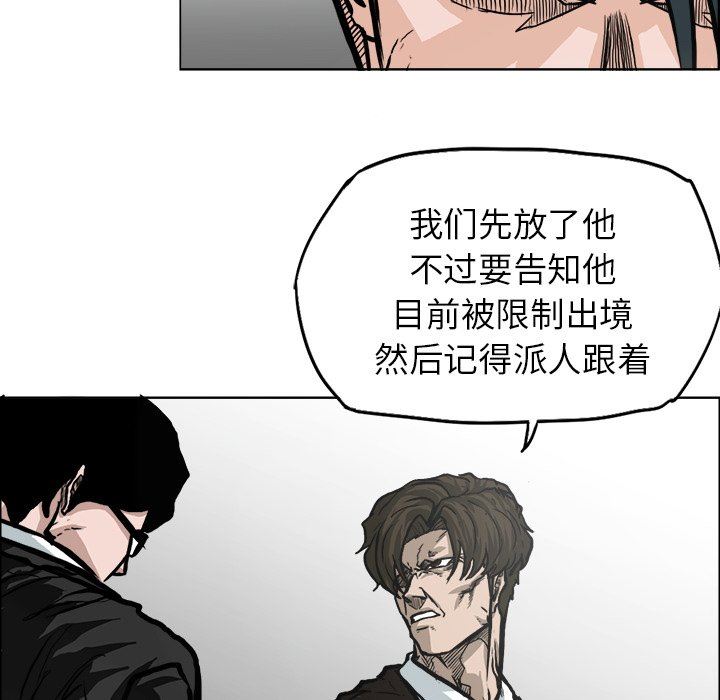 我们先放了他
不过要告知他
目前被限制出境
然后记得派人跟着